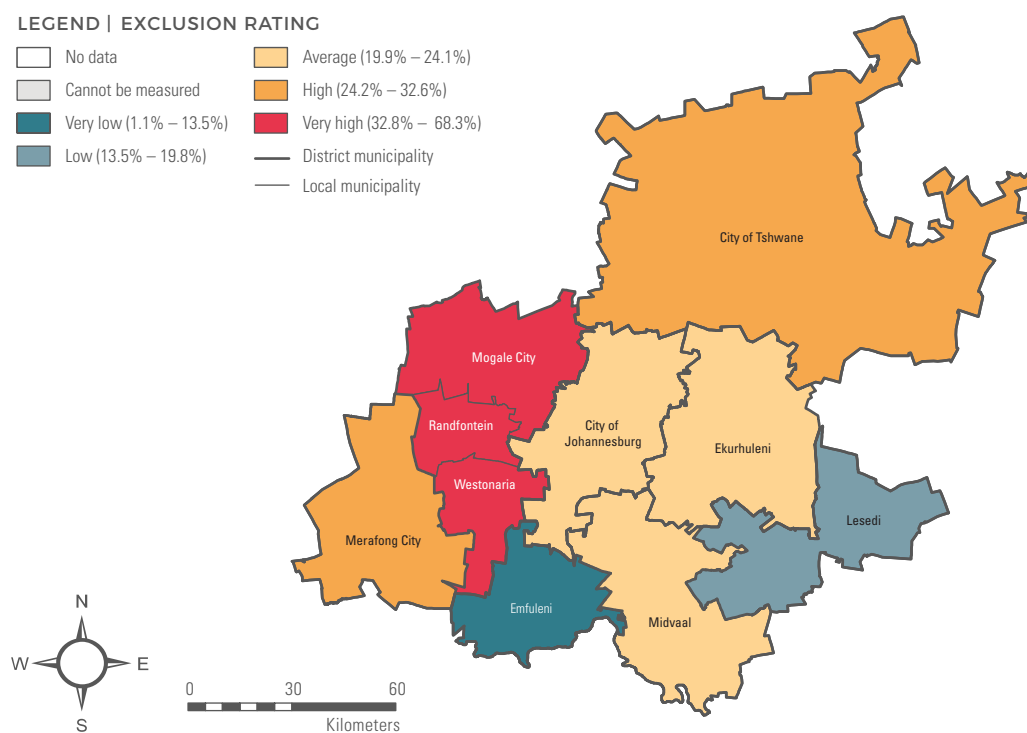 LEGEND | EXCLUSION RATING
No data
Cannot be measured
Very low (1.1% – 13.5%)
Low (13.5% – 19.8%)
Average (19.9% – 24.1%)
High (24.2% – 32.6%)
Very high (32.8% – 68.3%)
District municipality
Local municipality
City of Tshwane
Mogale City
Randfontein
City of
Johannesburg
Ekurhuleni
Westonaria
Lesedi
Merafong City
Emfuleni
Midvaal
N
W E
S
0 30 60
Kilometers